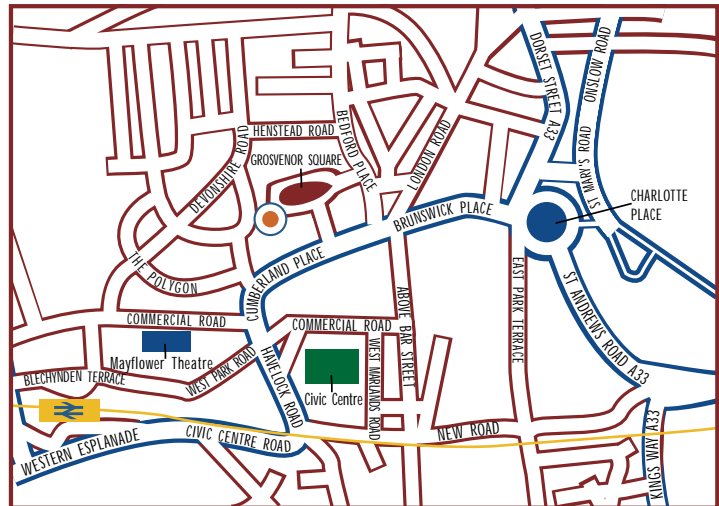 DORSET STREET A33
ONSLOW ROAD
HENSTEAD ROAD
BEDFORD PLACE
GROSVENOR SQUARE
DEVONSHIRE ROAD
LONDON ROAD
ST MARY,S ROAD
CHARLOTTE
PLACE
BRUNSWICK PLACE
CUMBERLAND PLACE
THE POLYGON
EAST PARK TERRACE
ST ANDREWS ROAD A33
ABOVE BAR STREET
COMMERCIAL ROAD
COMMERCIAL ROAD
Mayflower Theatre
WEST PARK ROAD
HAVELOCK ROAD
WEST MARLANDS ROAD
BLECHYNDEN TERRACE
Civic Centre
NEW ROAD
CIVIC CENTRE ROAD
WESTERN ESPLANADE
KINGS WAY A33